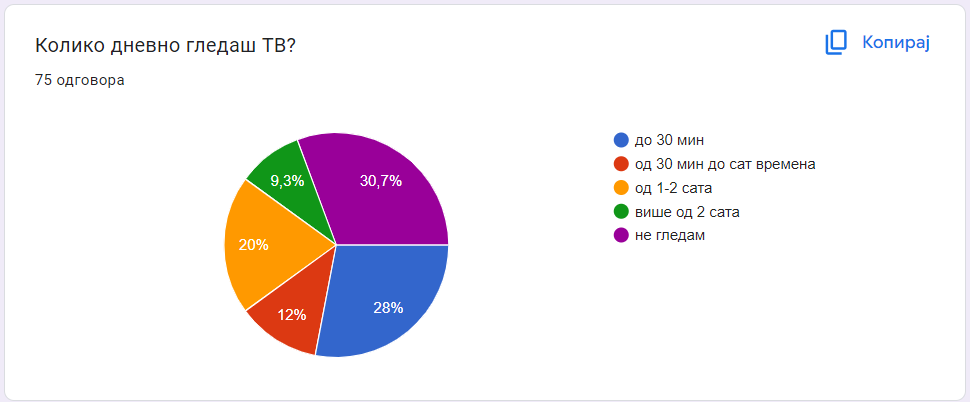 Колико дневно гледаш ТВ?
Копирај
75 одговора
до 30 мин
од 30 мин до сат времена
од 1-2 сата
више од 2 сата
не гледам
30,7%
9,3%
20%
12%
28%